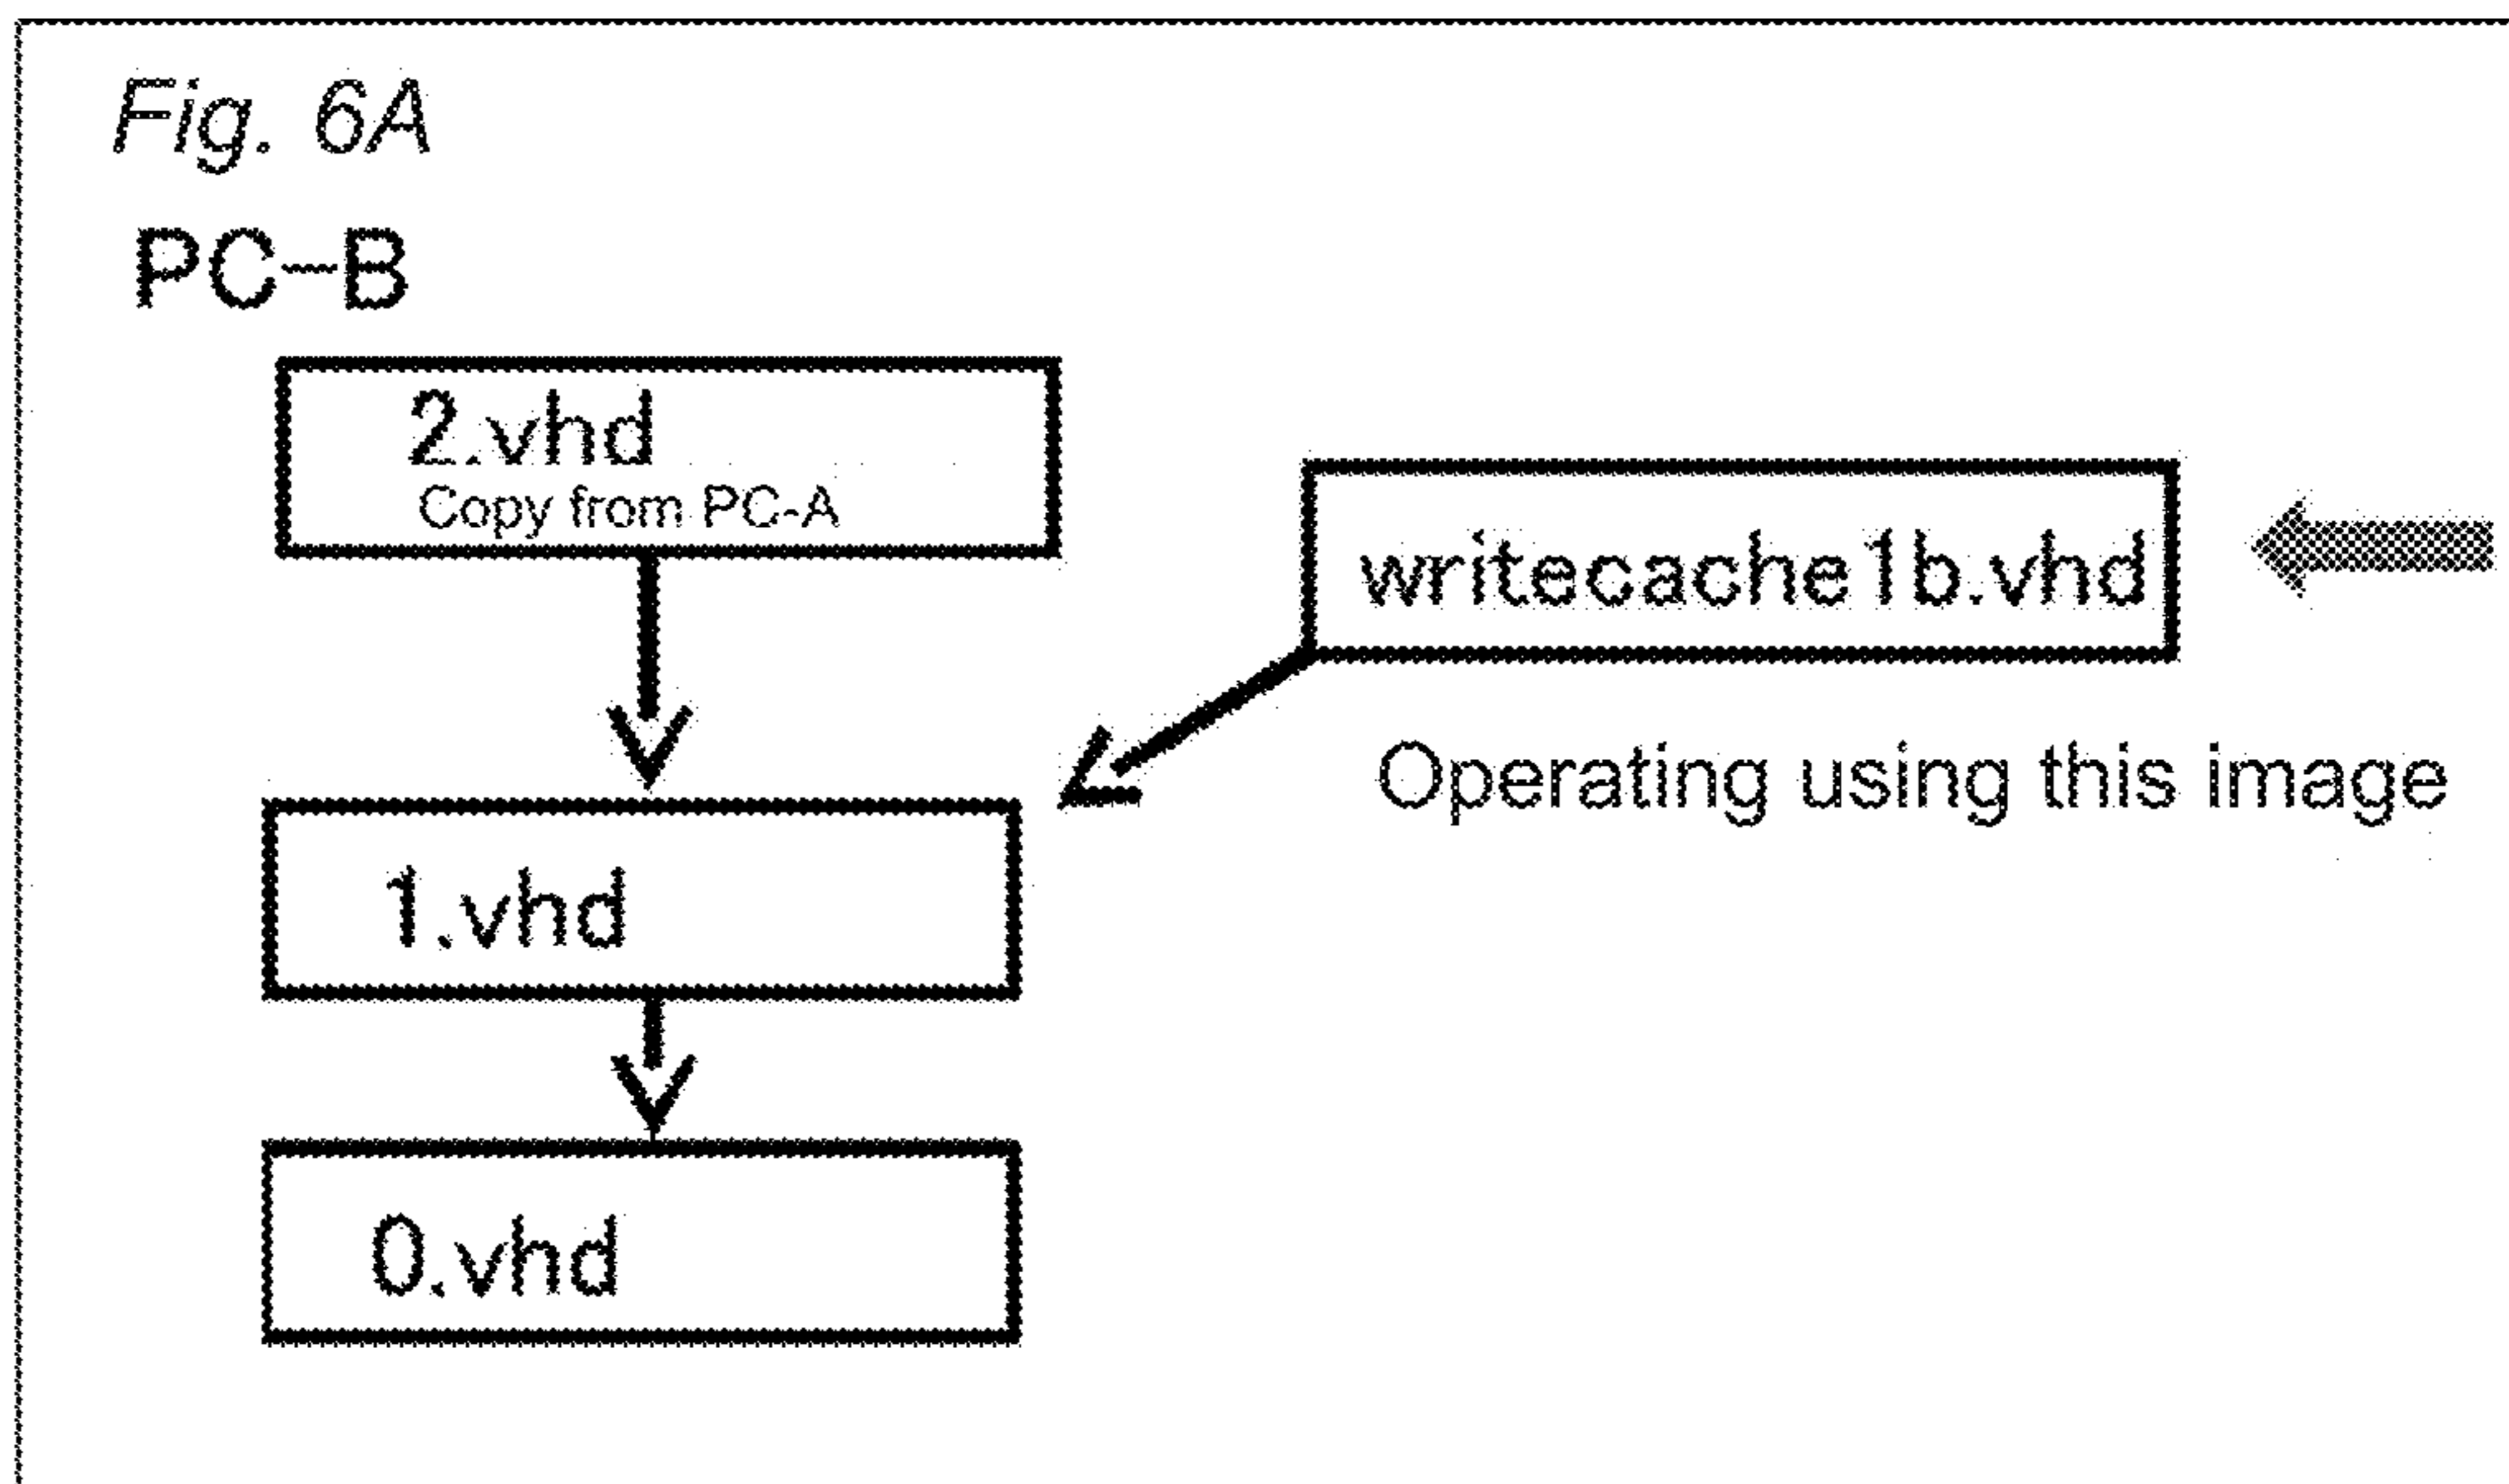 Fig. 6A
PC-B
2.vhd
Copy from PC-A
writecache1b.vhd
Operating using this image
1.vhd
0.vhd